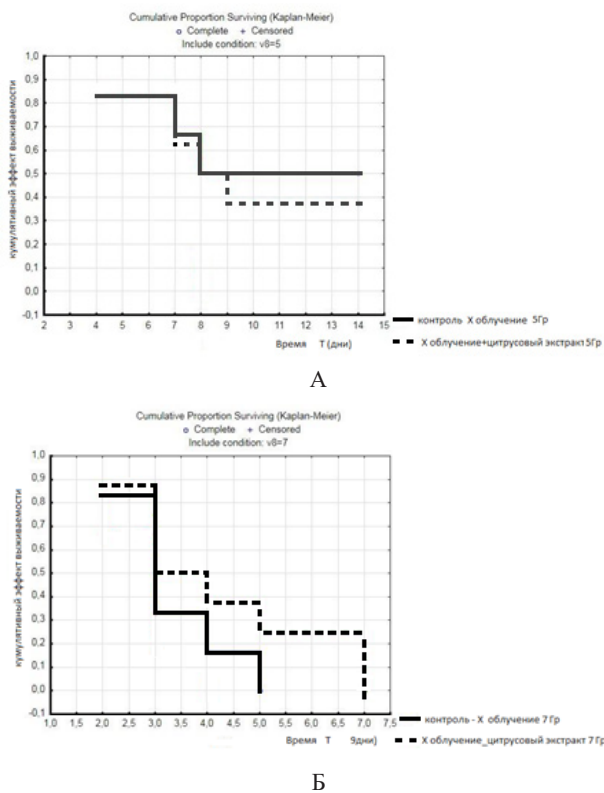 Cumulative Proportion Surviving (Kaplan-Meier)
o Complete + Censored
Include condition: v8=5
кумулятивный эффект выживаемости
1,0
0,9
0,8
0,7
0,6
0,5
0,4
0,3
0,2
0,1
0,0
-0,1
2 3 4 5 6 7 8 9 10 11 12 13 14 15
Время Т (дни)
контроль Х облучение 5Гр
Х облучение+цитрусовый экстракт5Гр
А
Cumulative Proportion Surviving (Kaplan-Meier)
o Complete + Censored
Include condition: v8=7
кумулятивный эффект выживаемости
1,0
0,9
0,8
0,7
0,6
0,5
0,4
0,3
0,2
0,1
0,0
-0,1
1,0 1,5 2,0 2,5 3,0 3,5 4,0 4,5 5,0 5,5 6,0 6,5 7,0 7,5
Время Т 9дни)
контроль - Х облучение 7 Гр
Х облучение_цитрусовый экстракт 7 Гр
Б